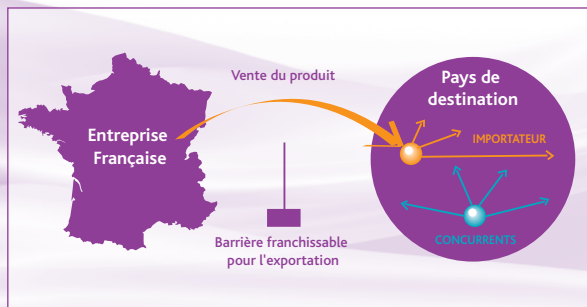 Vente du produit
Entreprise
Française
Pays de
destination
IMPORTATEUR
CONCURRENTS
Barrière franchissable
pour l'exportation